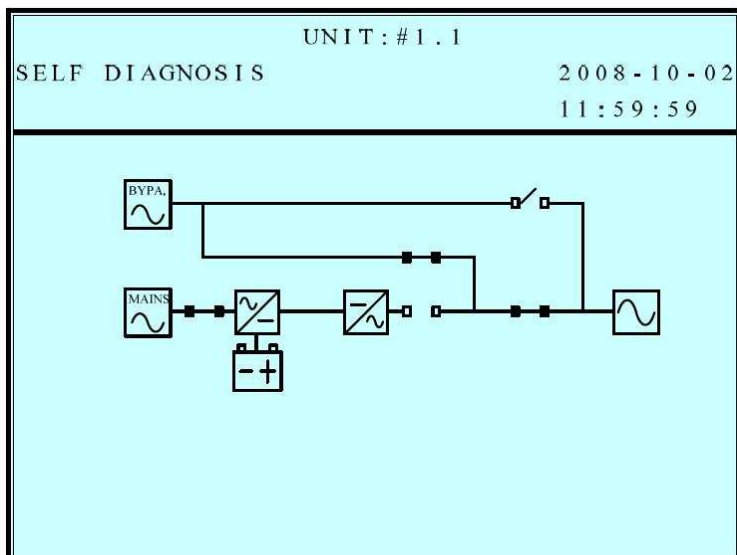 UNIT:#1.1
SELF DIAGNOSIS
2008-10-02
11:59:59
BYPA,
MAINS